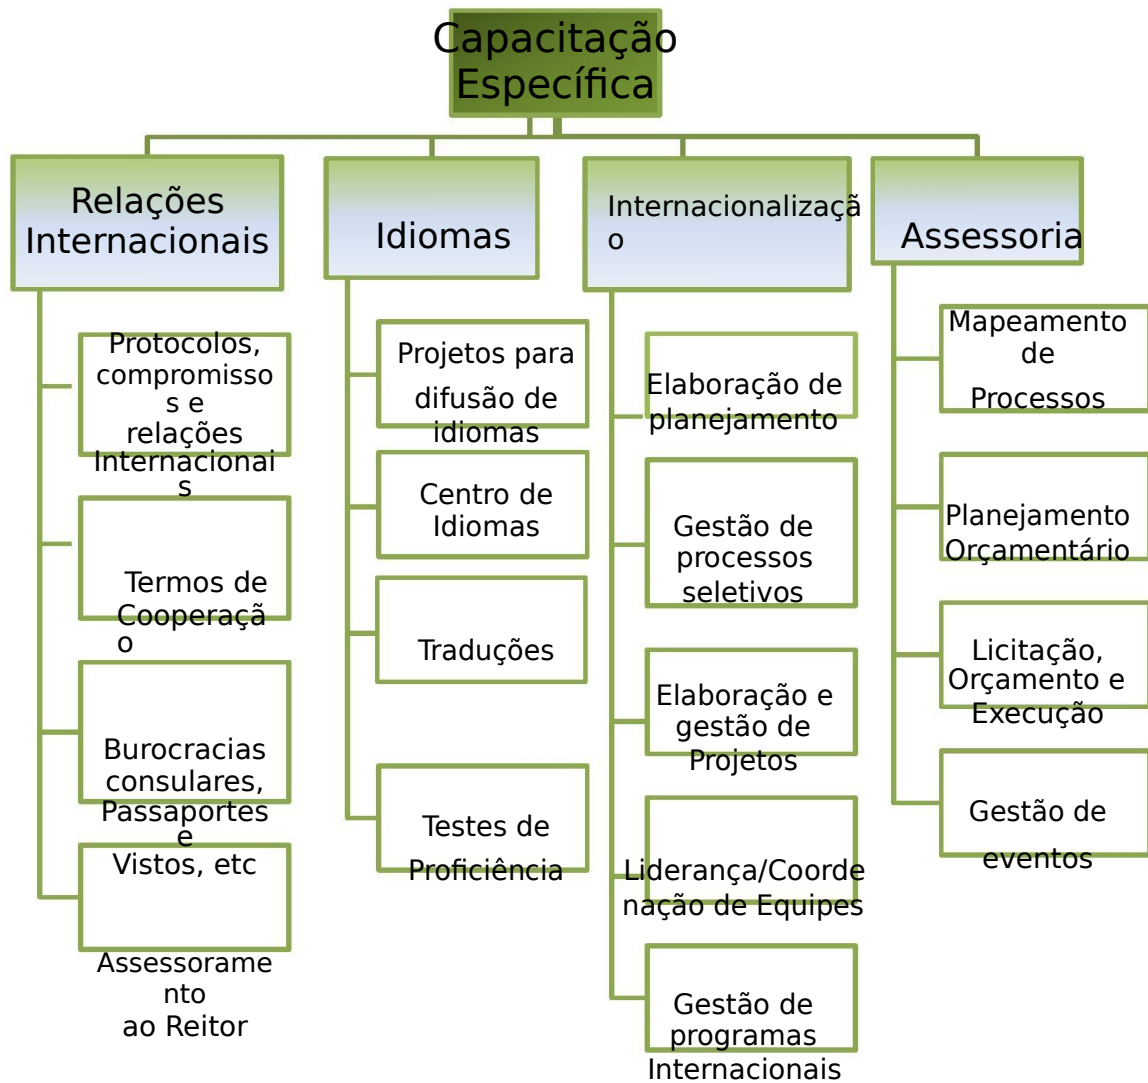 Capacitação
Específica
Relações
Internacionais
Protocolos,
compromisso
s e
relações
Internacionai
s
Termos de
Cooperaçã
o
Burocracias
consulares,
Passaportes
e
Vistos, etc
Assessorame
nto
ao Reitor
Idiomas
Projetos para
difusão de
idiomas
Centro de
Idiomas
Traduções
Testes de
Proficiência
Internacionalizaçã
o
Elaboração de
planejamento
Gestão de
processos
seletivos
Elaboração e
gestão de
Projetos
Liderança/Coorde
nação de Equipes
Gestão de
programas
Internacionais
Assessoria
Mapeamento
de
Processos
Planejamento
Orçamentário
Licitação,
Orçamento e
Execução
Gestão de
eventos